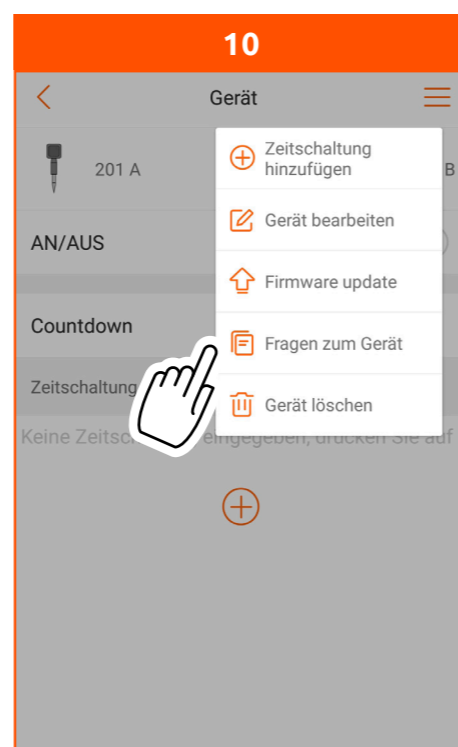 10
Gerät
201 A
B
Zeitschaltung
hinzufügen
Gerät bearbeiten
AN/AUS
Firmware update
Countdown
Fragen zum Gerät
Zeitschaltung
Gerät löschen
Keine eingegeben, drücken Sie auf